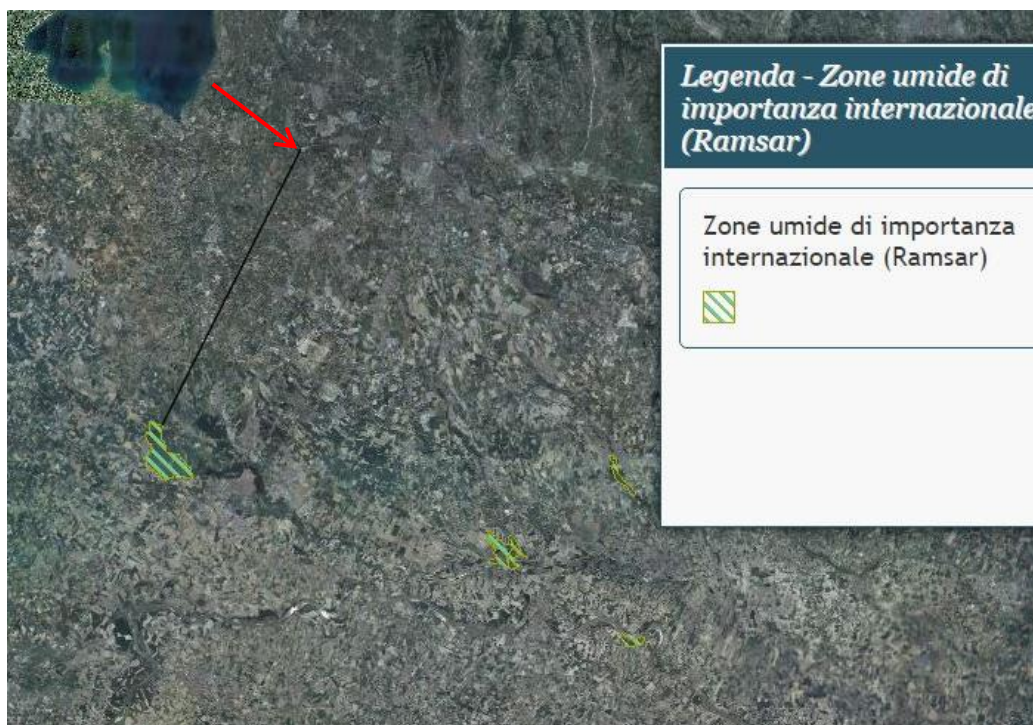 Legenda - Zone umide di
importanza internazionale
(Ramsar)
Zone umide di importanza
internazionale (Ramsar)